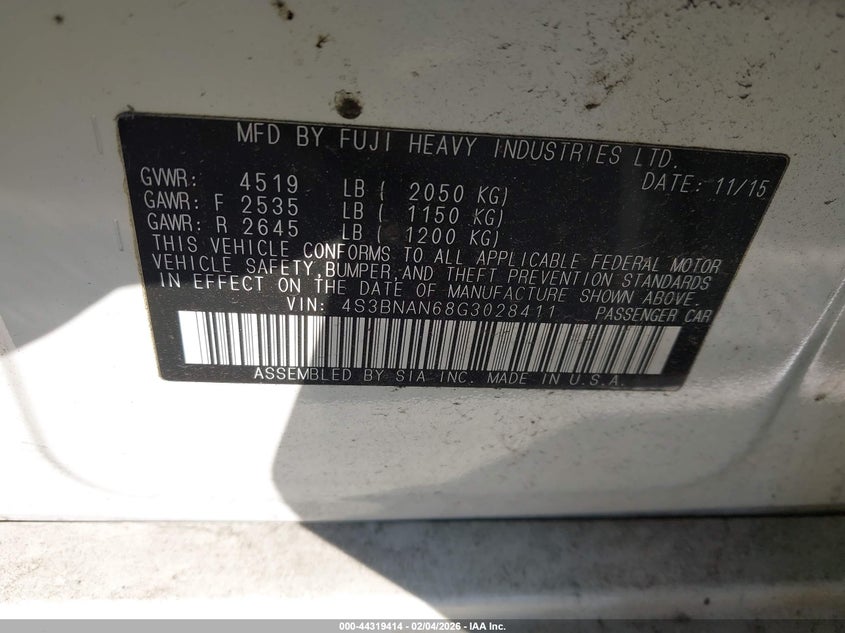 MFD BY FUJI HEAVY INDUSTRIES LTD.
DATE: 11/15
GVWR: 4519 LB ( 2050 KG)
GAWR: F 2535 LB ( 1150 KG)
GAWR: R 2645 LB ( 1200 KG)
THIS VEHICLE CONFORMS TO ALL APPLICABLE FEDERAL MOTOR
VEHICLE SAFETY, BUMPER, AND THEFT PREVENTION STANDARDS
IN EFFECT ON THE DATE OF MANUFACTURE SHOWN ABOVE.
VIN: 4S3BNAN68G3028411 PASSENGER CAR
ASSEMBLED BY SIA INC. MADE IN U.S.A.
000-44319414 - 02/04/2026 - IAA Inc.